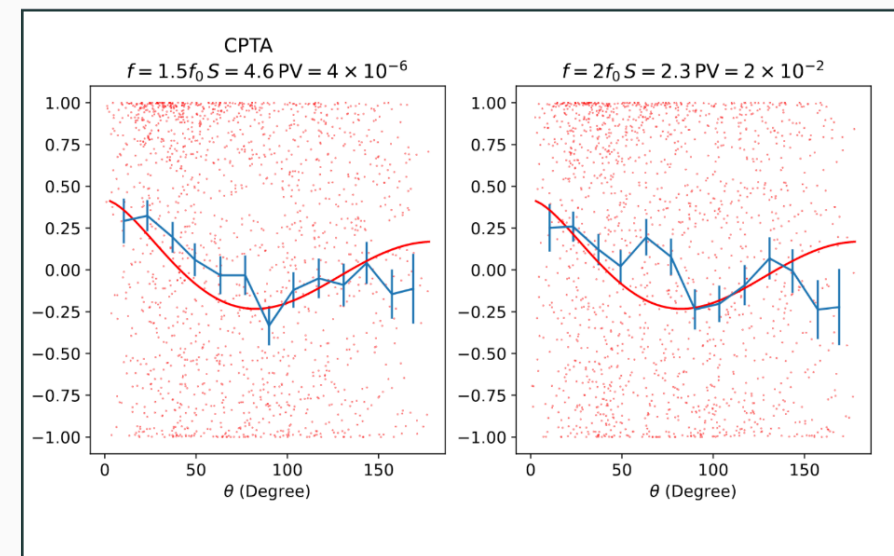 CPTA
f = 1.5f₀ S = 4.6 PV = 4 × 10⁻⁶
1.00
0.75
0.50
0.25
0.00
−0.25
−0.50
−0.75
−1.00
0 50 100 150
θ (Degree)
f = 2f₀ S = 2.3 PV = 2 × 10⁻²
1.00
0.75
0.50
0.25
0.00
−0.25
−0.50
−0.75
−1.00
0 50 100 150
θ (Degree)